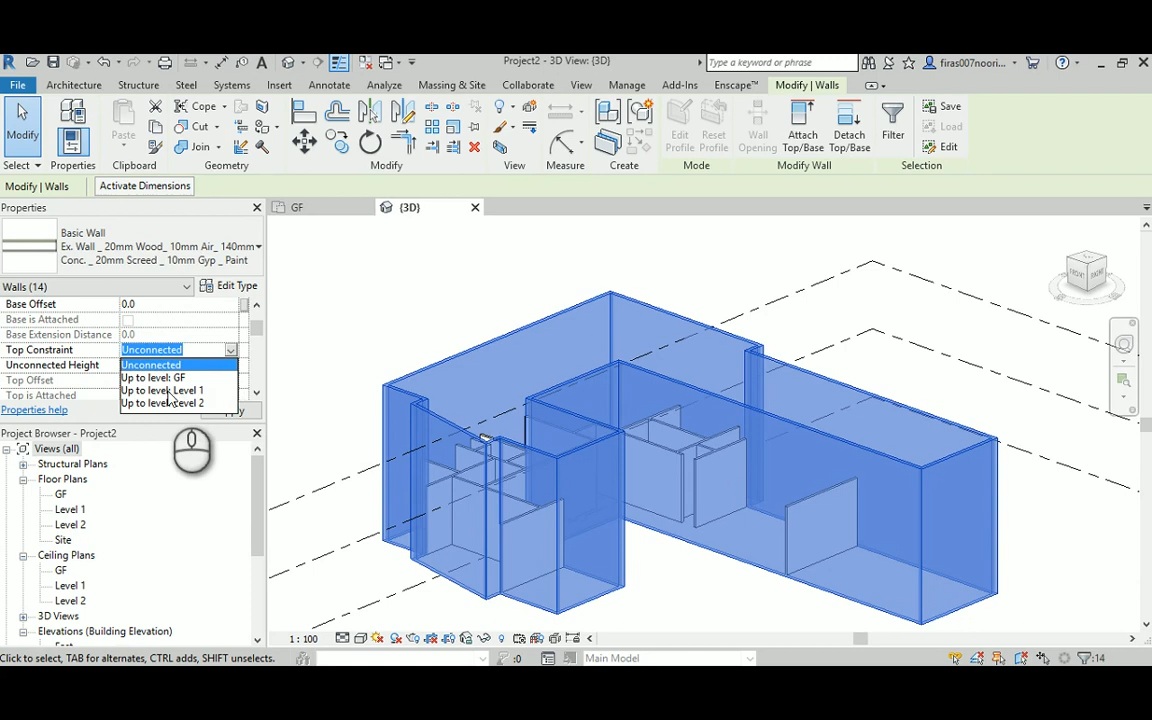 Project2 - 3D View: {3D}
Type a keyword or phrase
firas007noori...
File Architecture Structure Steel Systems Insert Annotate Analyze Massing & Site Collaborate View Manage Add-Ins Enscape™ Modify | Walls
Modify
Select
Properties
Paste
Cope
Cut
Join
Clipboard
Geometry
Modify
View
Measure
Create
Edit Profile
Reset Profile
Mode
Wall Opening
Attach Top/Base
Detach Top/Base
Modify Wall
Filter
Save
Load
Edit
Selection
Modify | Walls
Activate Dimensions
Properties
GF
{3D}
Basic Wall
Ex. Wall _ 20mm Wood_ 10mm Air_ 140mm
Conc. _ 20mm Screed _ 10mm Gyp _ Paint
Walls (14)
Edit Type
Base Offset 0.0
Base is Attached
Base Extension Distance 0.0
Top Constraint Unconnected
Unconnected Height Unconnected
Top Offset Up to level: GF
Top is Attached Up to level: Level 1
Up to level: Level 2
Properties help
Project Browser - Project2
Views (all)
Structural Plans
Floor Plans
GF
Level 1
Level 2
Site
Ceiling Plans
GF
Level 1
Level 2
3D Views
Elevations (Building Elevation)
FRONT
RIGHT
1 : 100
Click to select, TAB for alternates, CTRL adds, SHIFT unselects.
:0
Main Model
:14